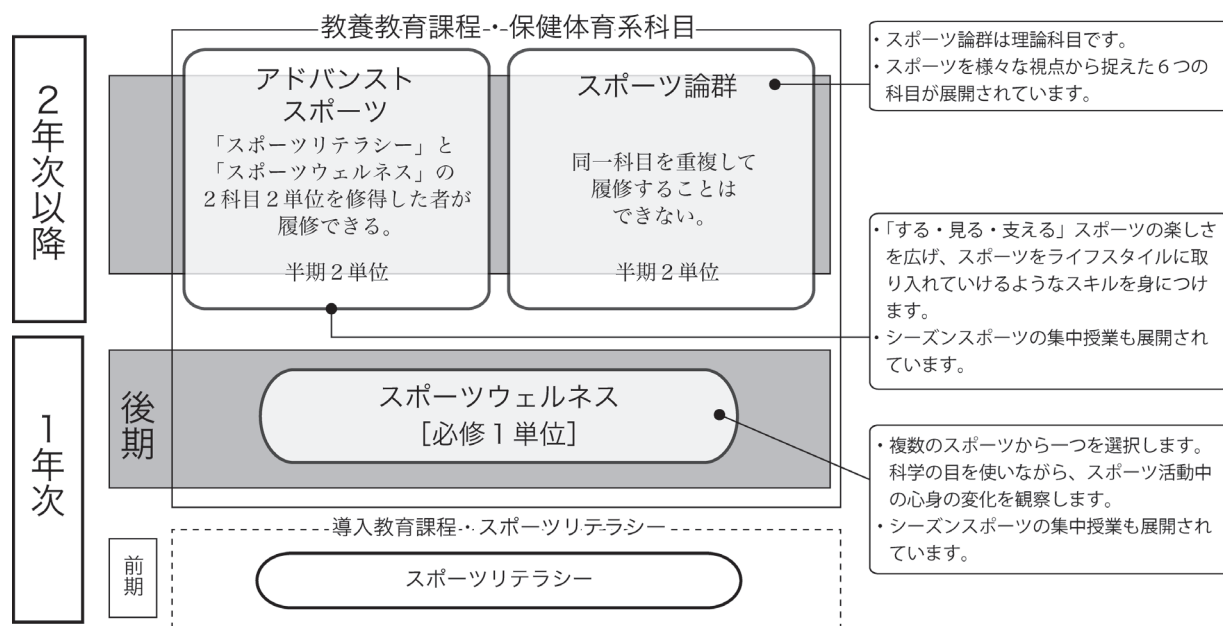 教養教育課程・・保健体育系科目
2年次以降
アドバンスト
スポーツ
「スポーツリテラシー」と
「スポーツウェルネス」の
２科目２単位を修得した者が
履修できる。
半期２単位
スポーツ論群
同一科目を重複して
履修することは
できない。
半期２単位
・スポーツ論群は理論科目です。
・スポーツを様々な視点から捉えた６つの
科目が展開されています。
・「する・見る・支える」スポーツの楽しさ
を広げ、スポーツをライフスタイルに取
り入れていけるようなスキルを身につけ
ます。
・シーズンスポーツの集中授業も展開され
ています。
1年次
後期
スポーツウェルネス
［必修１単位］
・複数のスポーツから一つを選択します。
科学の目を使いながら、スポーツ活動中
の心身の変化を観察します。
・シーズンスポーツの集中授業も展開され
ています。
導入教育課程・・スポーツリテラシー
前期
スポーツリテラシー